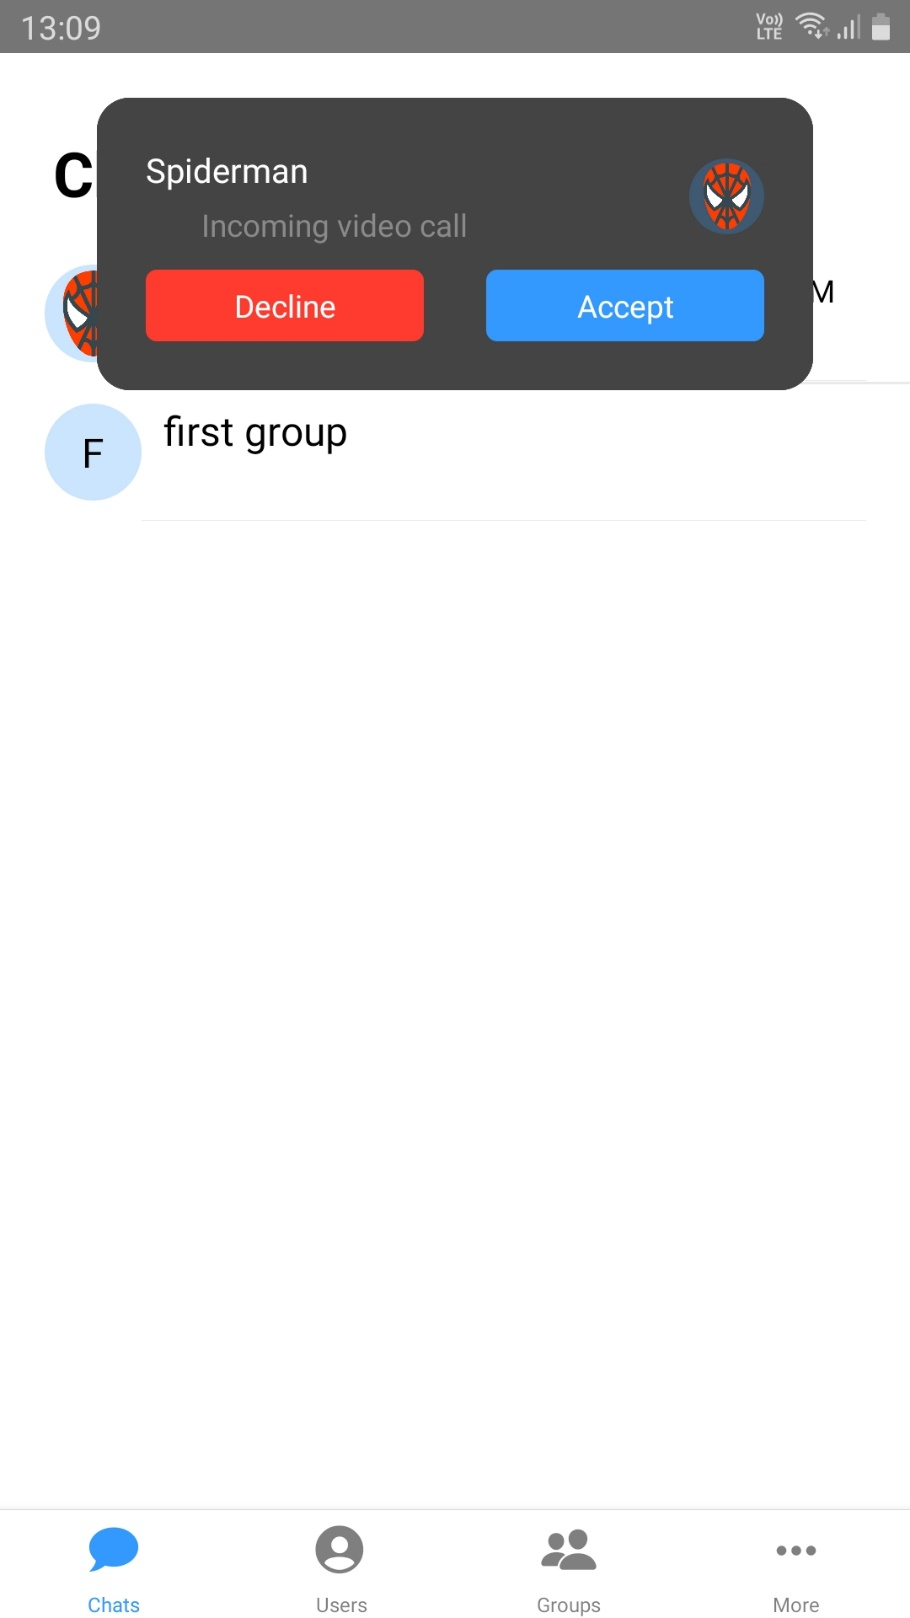 13:09
Vo)) LTE
C
Spiderman
Incoming video call
Decline
Accept
M
F
first group
Chats
Users
Groups
More